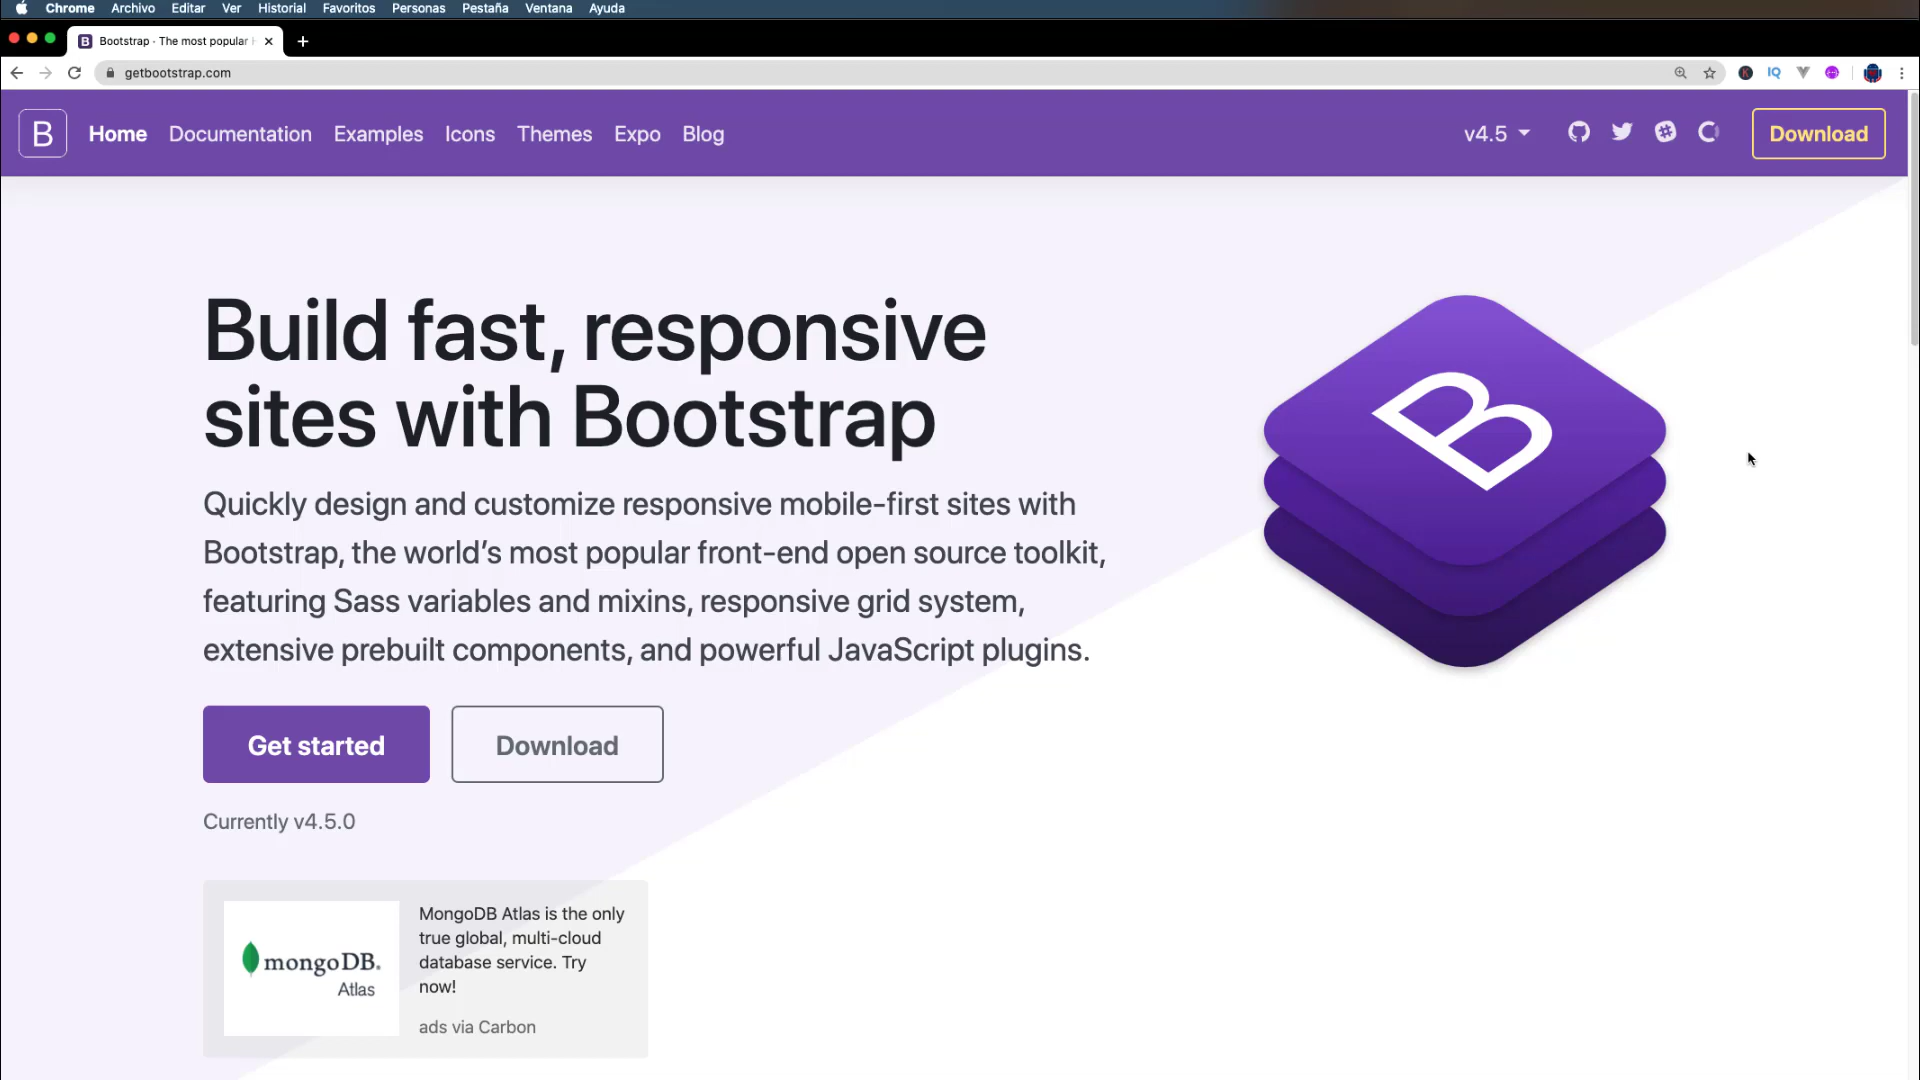 Chrome Archivo Editar Ver Historial Favoritos Personas Pestaña Ventana Ayuda
B Bootstrap · The most popular
getbootstrap.com
K IQ
B Home Documentation Examples Icons Themes Expo Blog v4.5 Download
Build fast, responsive
sites with Bootstrap
B
Quickly design and customize responsive mobile-first sites with
Bootstrap, the world’s most popular front-end open source toolkit,
featuring Sass variables and mixins, responsive grid system,
extensive prebuilt components, and powerful JavaScript plugins.
Get started Download
Currently v4.5.0
mongoDB.
Atlas
MongoDB Atlas is the only
true global, multi-cloud
database service. Try
now!
ads via Carbon